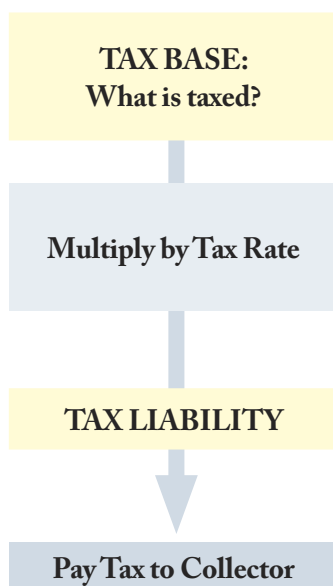 TAX BASE:
What is taxed?
Multiply by Tax Rate
TAX LIABILITY
Pay Tax to Collector